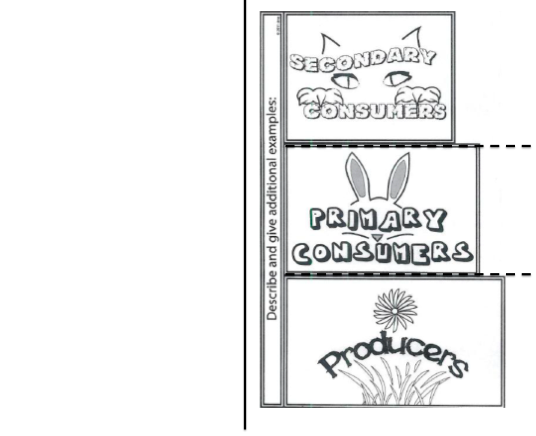 Describe and give additional examples:
SECONDARY
CONSUMERS
PRIMARY
CONSUMERS
Producers